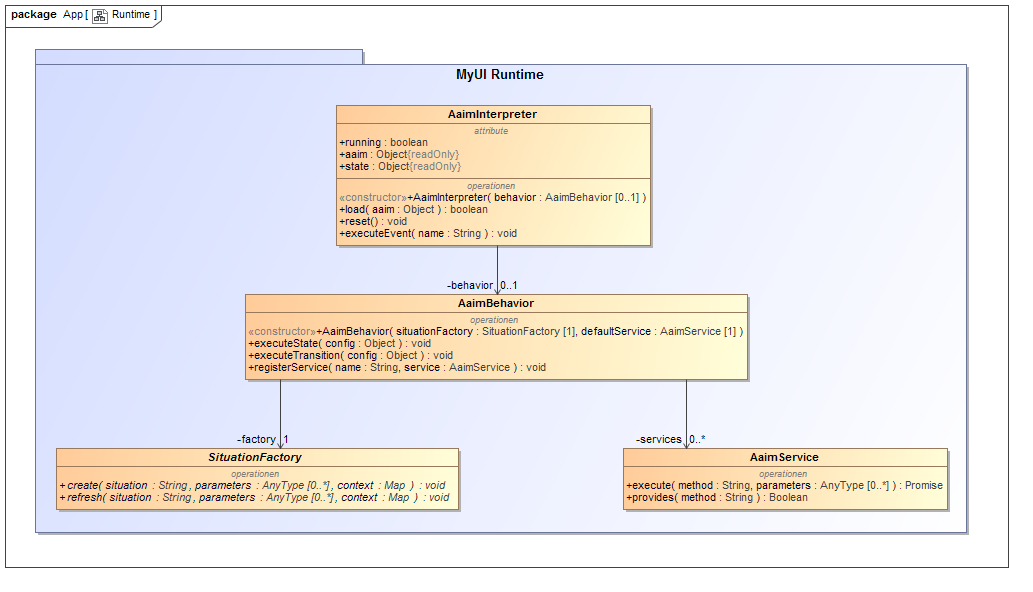 package App[ Runtime ]
MyUI Runtime
AaimInterpreter
attribute
+running : boolean
+aaim : Object{readOnly}
+state : Object{readOnly}
operationen
«constructor»+AaimInterpreter( behavior : AaimBehavior [0..1] )
+load( aaim : Object ) : boolean
+reset() : void
+executeEvent( name : String ) : void
-behavior 0..1
AaimBehavior
operationen
«constructor»+AaimBehavior( situationFactory : SituationFactory [1], defaultService : AaimService [1] )
+executeState( config : Object ) : void
+executeTransition( config : Object ) : void
+registerService( name : String, service : AaimService ) : void
-factory 1
-services 0..*
SituationFactory
operationen
+create( situation : String, parameters : AnyType [0..*], context : Map ) : void
+refresh( situation : String, parameters : AnyType [0..*], context : Map ) : void
AaimService
operationen
+execute( method : String, parameters : AnyType [0..*] ) : Promise
+provides( method : String ) : Boolean